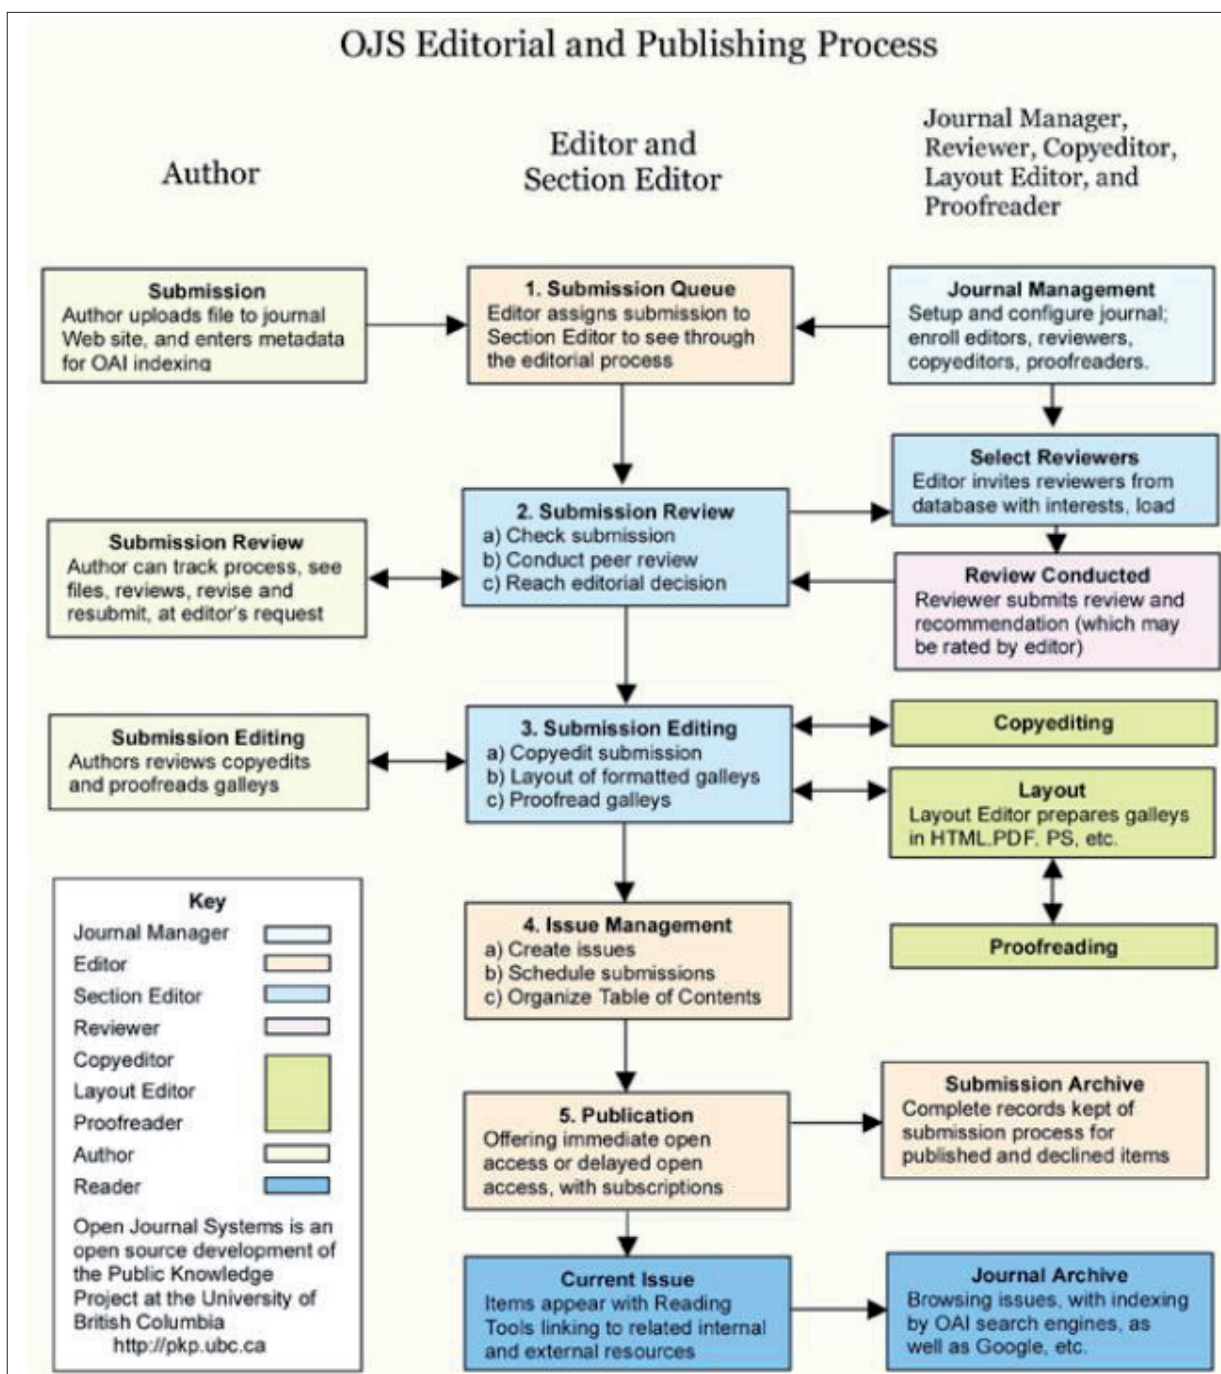 OJS Editorial and Publishing Process
Author
Editor and
Section Editor
Journal Manager,
Reviewer, Copyeditor,
Layout Editor, and
Proofreader
Submission
Author uploads file to journal
Web site, and enters metadata
for OAI indexing
1. Submission Queue
Editor assigns submission to
Section Editor to see through
the editorial process
Journal Management
Setup and configure journal;
enroll editors, reviewers,
copyeditors, proofreaders.
Select Reviewers
Editor invites reviewers from
database with interests, load
2. Submission Review
a) Check submission
b) Conduct peer review
c) Reach editorial decision
Submission Review
Author can track process, see
files, reviews, revise and
resubmit, at editor's request
Review Conducted
Reviewer submits review and
recommendation (which may
be rated by editor)
3. Submission Editing
a) Copyedit submission
b) Layout of formatted galleys
c) Proofread galleys
Submission Editing
Authors reviews copyedits
and proofreads galleys
Copyediting
Layout
Layout Editor prepares galleys
in HTML.PDF, PS, etc.
Proofreading
Key
Journal Manager
Editor
Section Editor
Reviewer
Copyeditor
Layout Editor
Proofreader
Author
Reader
Open Journal Systems is an
open source development of
the Public Knowledge
Project at the University of
British Columbia
http://pkp.ubc.ca
4. Issue Management
a) Create issues
b) Schedule submissions
c) Organize Table of Contents
5. Publication
Offering immediate open
access or delayed open
access, with subscriptions
Submission Archive
Complete records kept of
submission process for
published and declined items
Current Issue
Items appear with Reading
Tools linking to related internal
and external resources
Journal Archive
Browsing issues, with indexing
by OAI search engines, as
well as Google, etc.